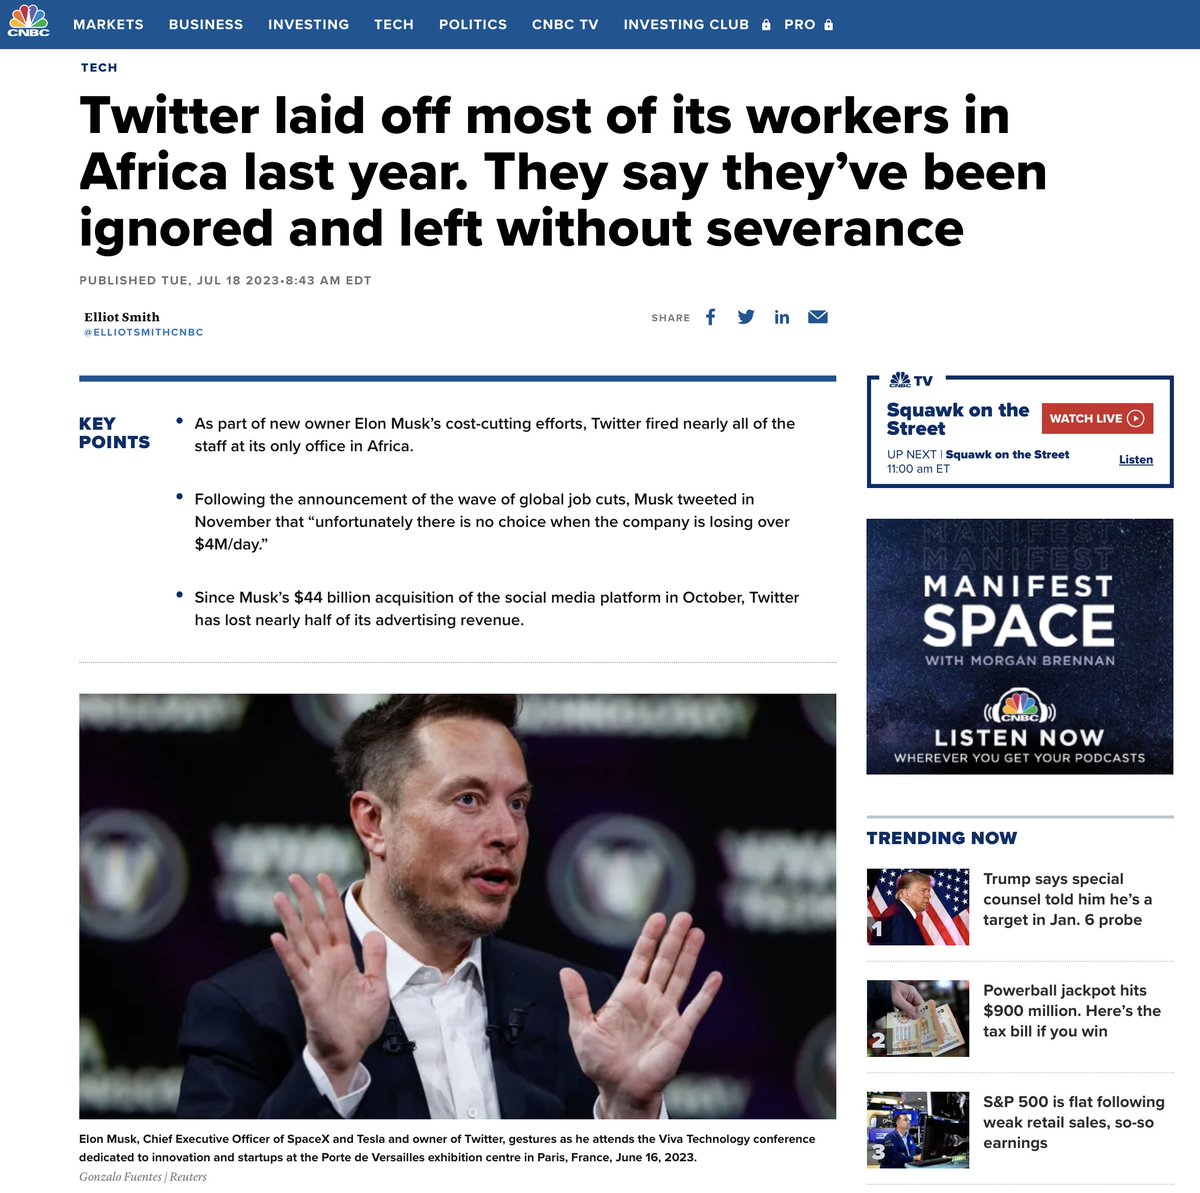 CNBC
MARKETS BUSINESS INVESTING TECH POLITICS CNBC TV INVESTING CLUB PRO
TECH
Twitter laid off most of its workers in
Africa last year. They say they’ve been
ignored and left without severance
PUBLISHED TUE, JUL 18 2023•8:43 AM EDT
Elliot Smith
@ELLIOTSMITHCNBC
SHARE
KEY
POINTS
As part of new owner Elon Musk’s cost-cutting efforts, Twitter fired nearly all of the
staff at its only office in Africa.
Following the announcement of the wave of global job cuts, Musk tweeted in
November that “unfortunately there is no choice when the company is losing over
$4M/day.”
Since Musk’s $44 billion acquisition of the social media platform in October, Twitter
has lost nearly half of its advertising revenue.
Elon Musk, Chief Executive Officer of SpaceX and Tesla and owner of Twitter, gestures as he attends the Viva Technology conference
dedicated to innovation and startups at the Porte de Versailles exhibition centre in Paris, France, June 16, 2023.
Gonzalo Fuentes | Reuters
CNBC TV
Squawk on the
Street
WATCH LIVE
UP NEXT | Squawk on the Street
11:00 am ET
Listen
MANIFEST
MANIFEST
MANIFEST
SPACE
WITH MORGAN BRENNAN
CNBC
LISTEN NOW
WHEREVER YOU GET YOUR PODCASTS
TRENDING NOW
1
Trump says special
counsel told him he’s a
target in Jan. 6 probe
2
Powerball jackpot hits
$900 million. Here’s the
tax bill if you win
3
S&P 500 is flat following
weak retail sales, so-so
earnings